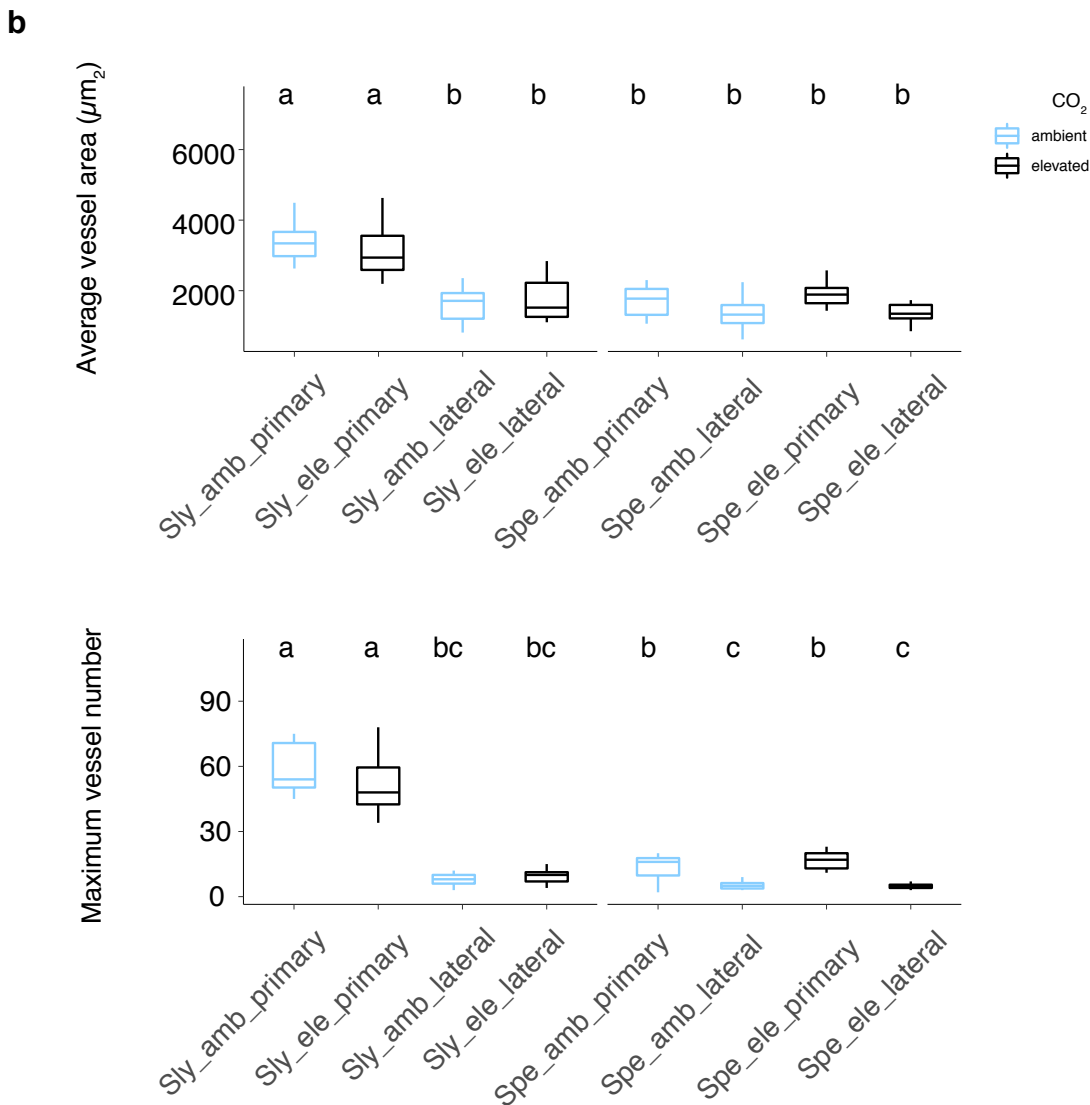 b
Average vessel area (µm₂)
a a b b b b b b
CO₂
ambient
elevated
6000
4000
2000
Sly_amb_primary
Sly_ele_primary
Sly_amb_lateral
Sly_ele_lateral
Spe_amb_primary
Spe_amb_lateral
Spe_ele_primary
Spe_ele_lateral
Maximum vessel number
a a bc bc b c b c
90
60
30
0
Sly_amb_primary
Sly_ele_primary
Sly_amb_lateral
Sly_ele_lateral
Spe_amb_primary
Spe_amb_lateral
Spe_ele_primary
Spe_ele_lateral